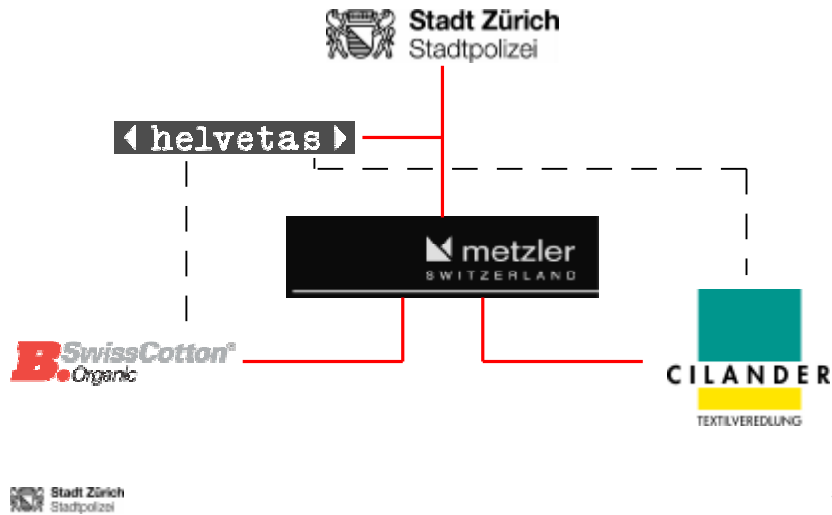 Stadt Zürich
Stadtpolizei
helvetas
metzler
SWITZERLAND
B. SwissCotton®
Organic
CILANDER
TEXTILVEREDLUNG
Stadt Zürich
Stadtpolizei